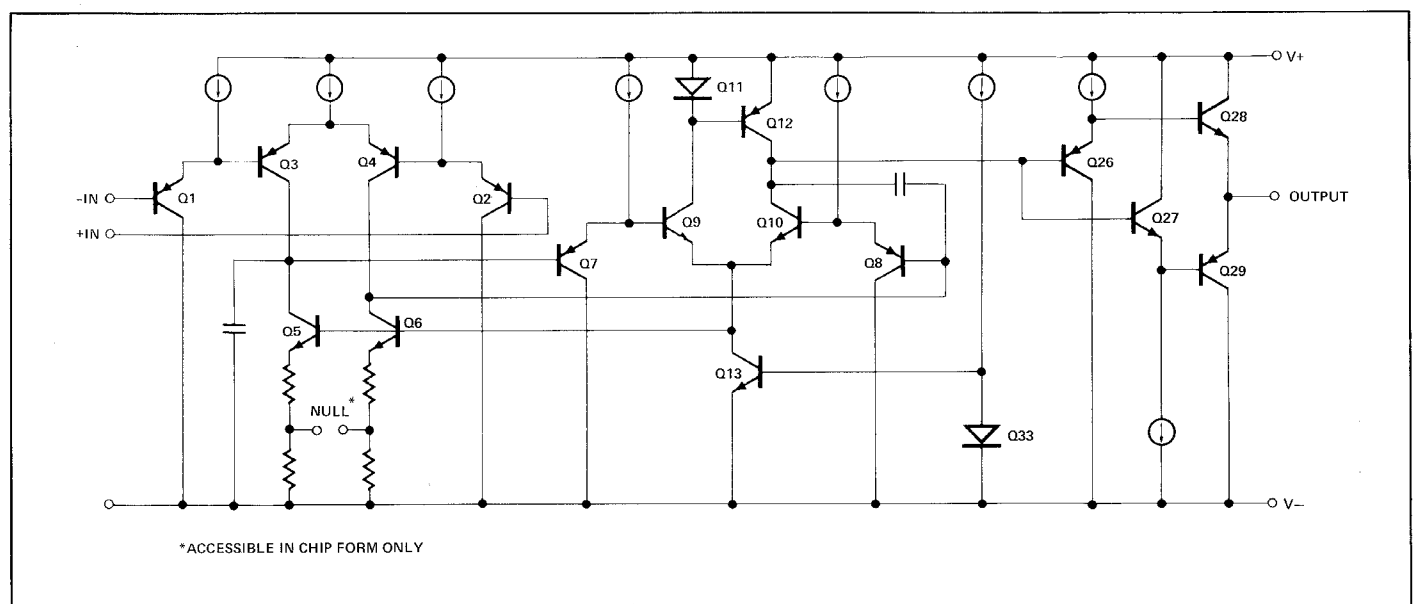 V+
Q11
Q12
Q28
Q3
Q4
Q26
-IN
Q1
Q2
OUTPUT
+IN
Q9
Q10
Q27
Q7
Q8
Q29
Q5
Q6
Q13
NULL*
Q33
V-
*ACCESSIBLE IN CHIP FORM ONLY